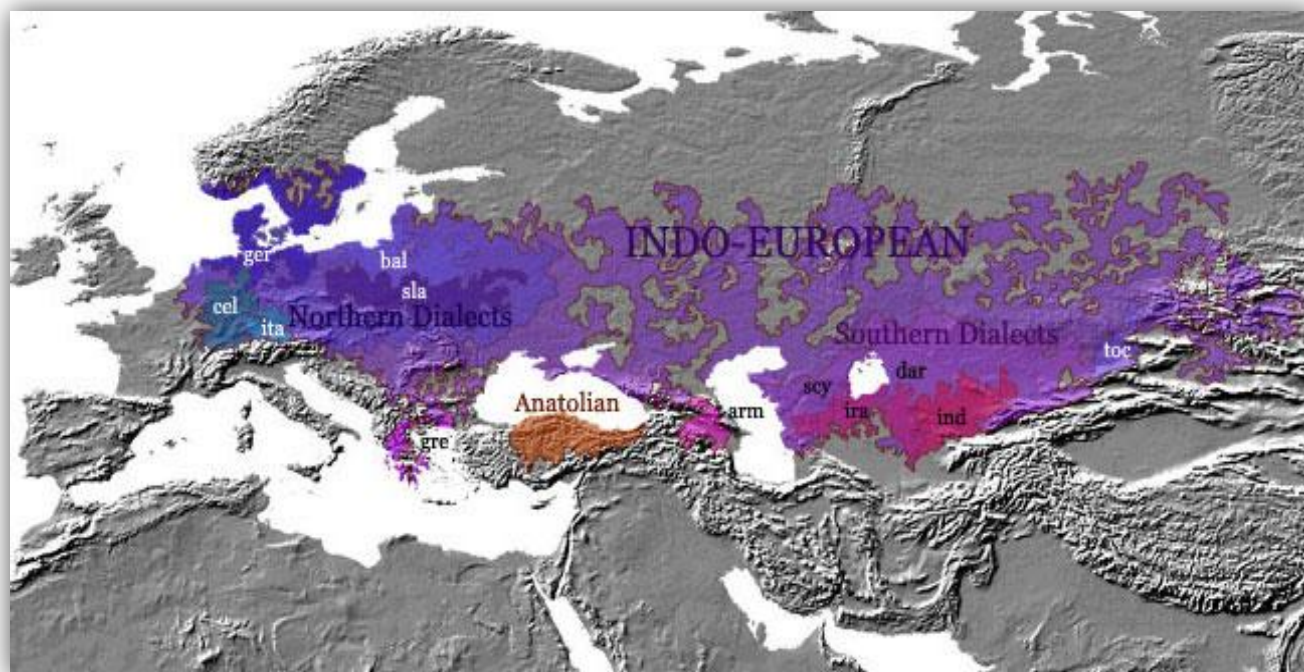 INDO-EUROPEAN
ger
bal
sla
cel
ita
Northern Dialects
Southern Dialects
toc
scy
dar
ira
ind
arm
Anatolian
gre